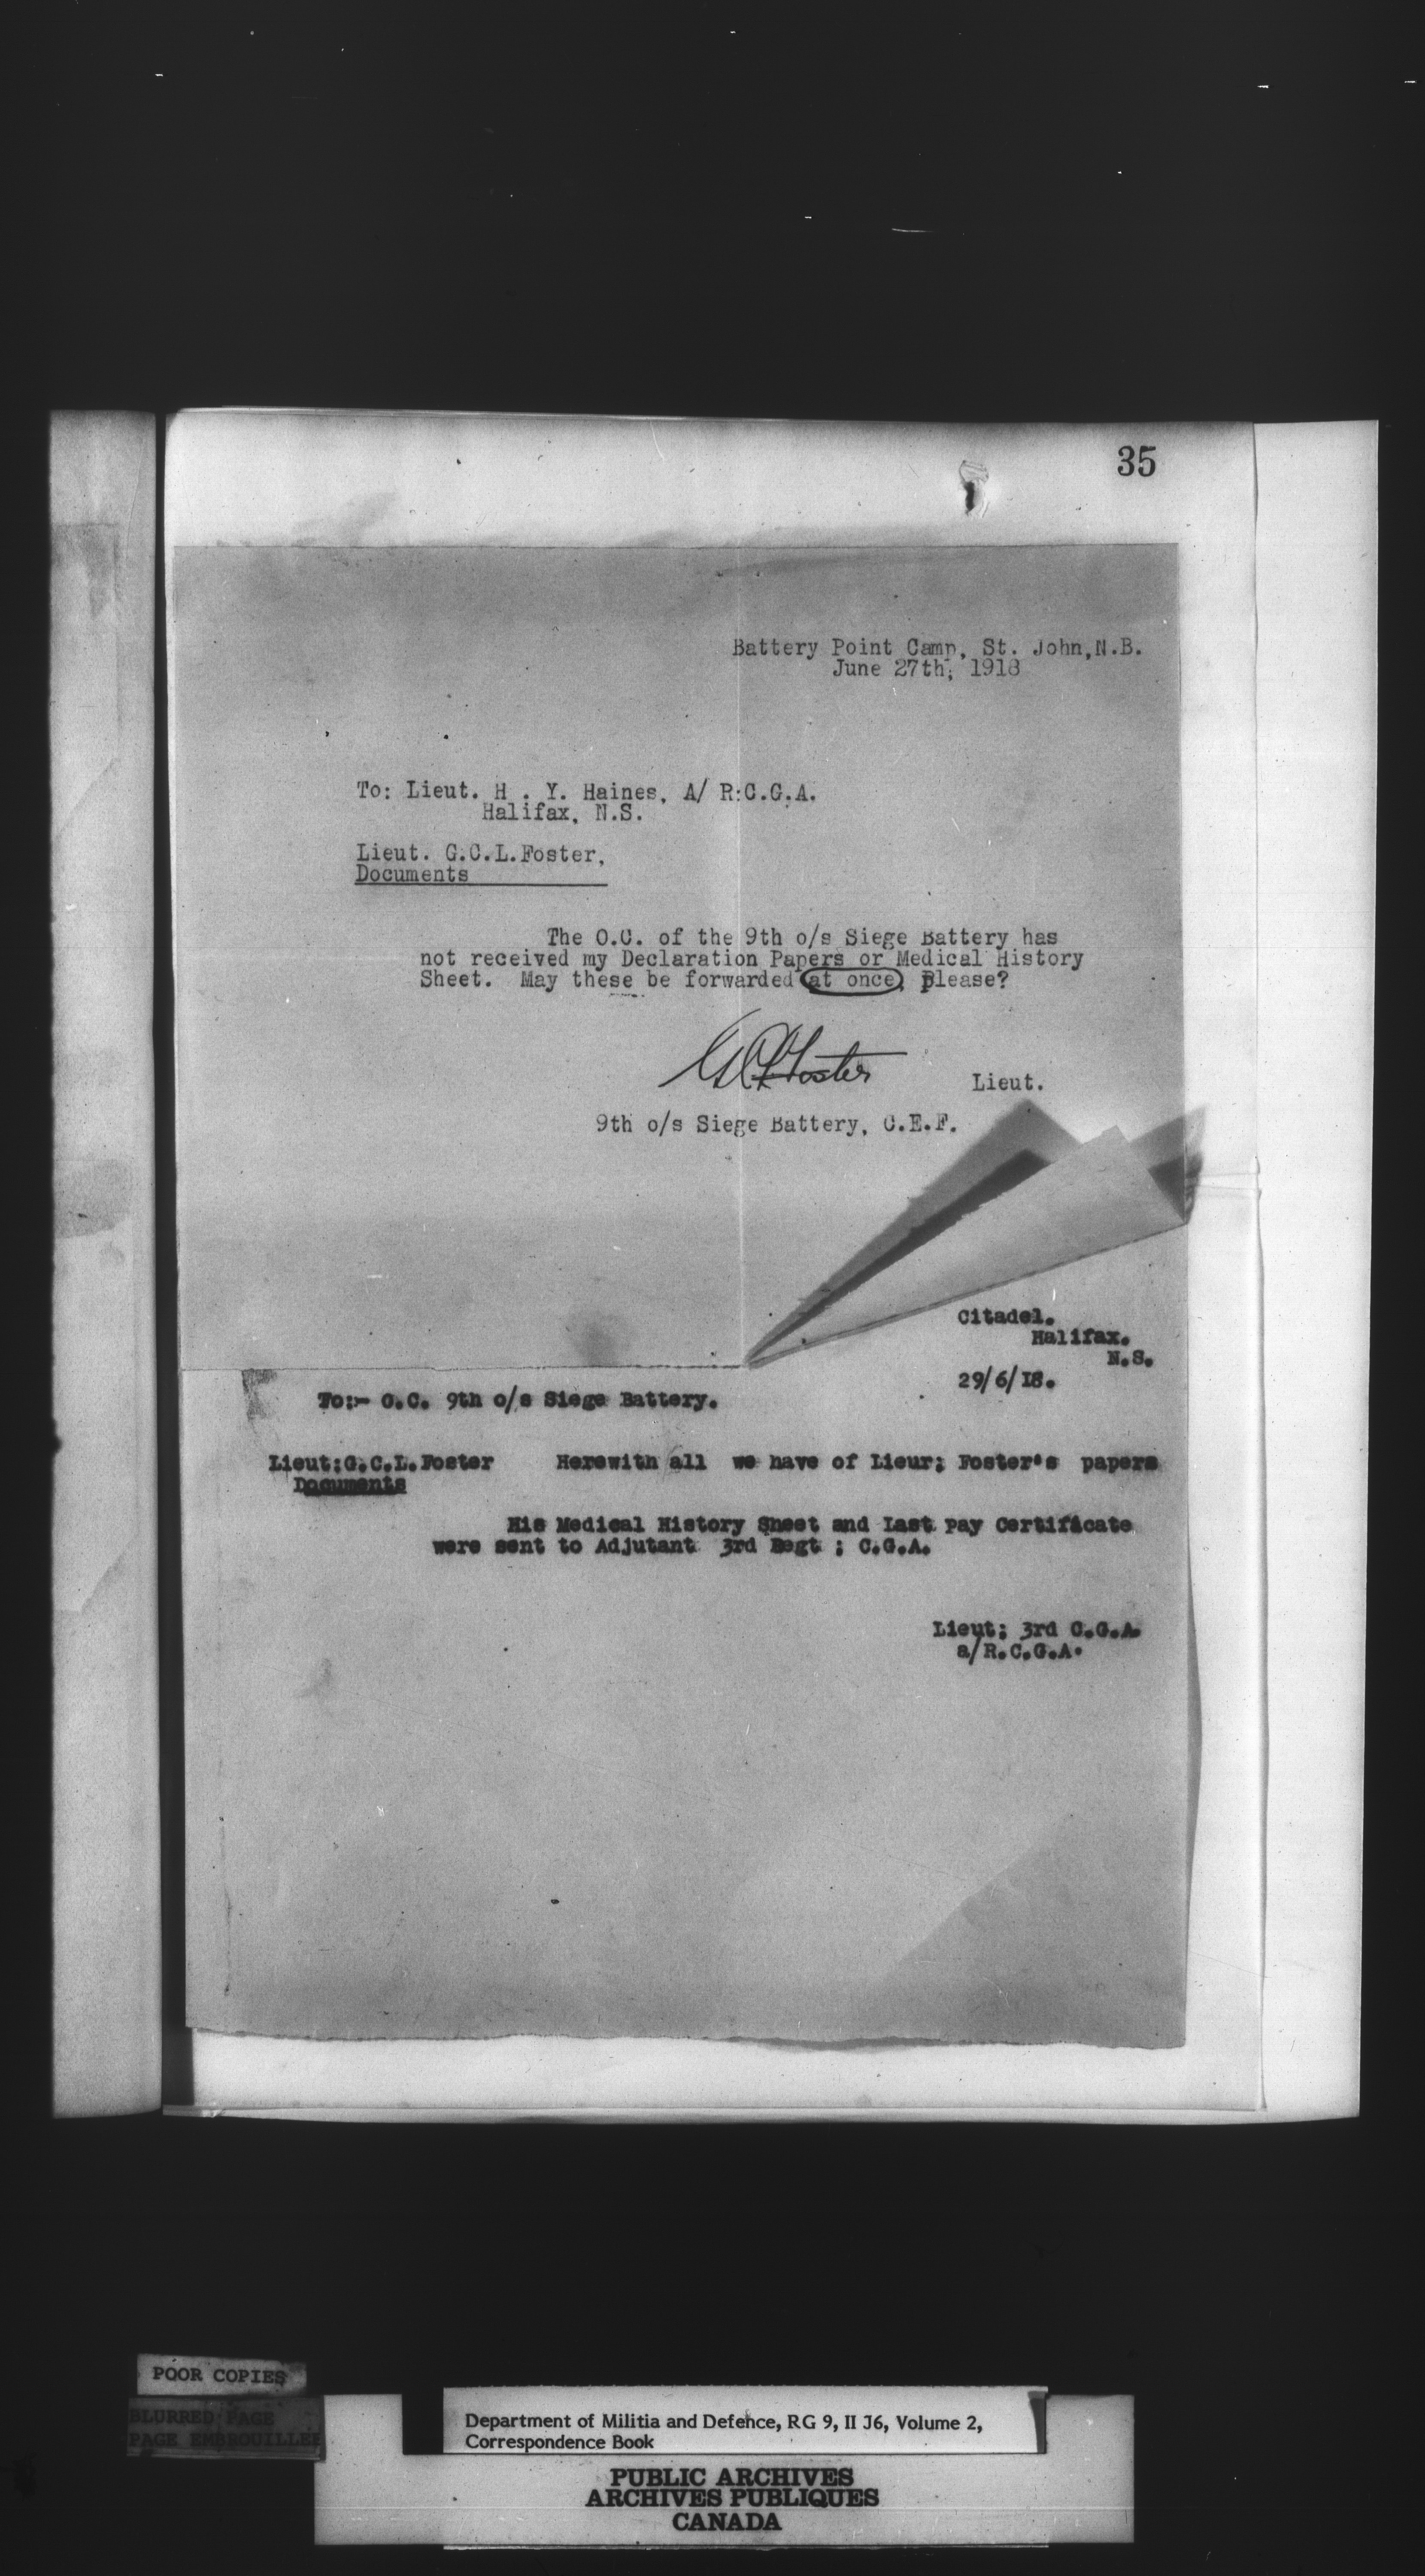 35
Battery Point Camp, St. John,N.B.
June 27th, 1918
To: Lieut. H . Y. Haines, A/ R:C.G.A.
Halifax, N.S.
Lieut. G.C.L.Foster,
Documents
The O.C. of the 9th o/s Siege Battery has
not received my Declaration Papers or Medical History
Sheet. May these be forwarded at once, please?
GCLFoster
Lieut.
9th o/s Siege Battery, C.E.F.
Citadel.
Halifax.
N.S.
29/6/18.
To:- O.C. 9th o/s Siege Battery.
Lieut:G.C.L.Foster Herewith all we have of Lieur; Foster's papers
Documents
His Medical History Sheet and Last Pay Certificate
were sent to Adjutant 3rd Regt ; C.G.A.
Lieut; 3rd C.G.A.
a/R.C.G.A.
POOR COPIES
BLURRED PAGE
PAGE EMBROUILLEE
Department of Militia and Defence, RG 9, II J6, Volume 2,
Correspondence Book
PUBLIC ARCHIVES
ARCHIVES PUBLIQUES
CANADA